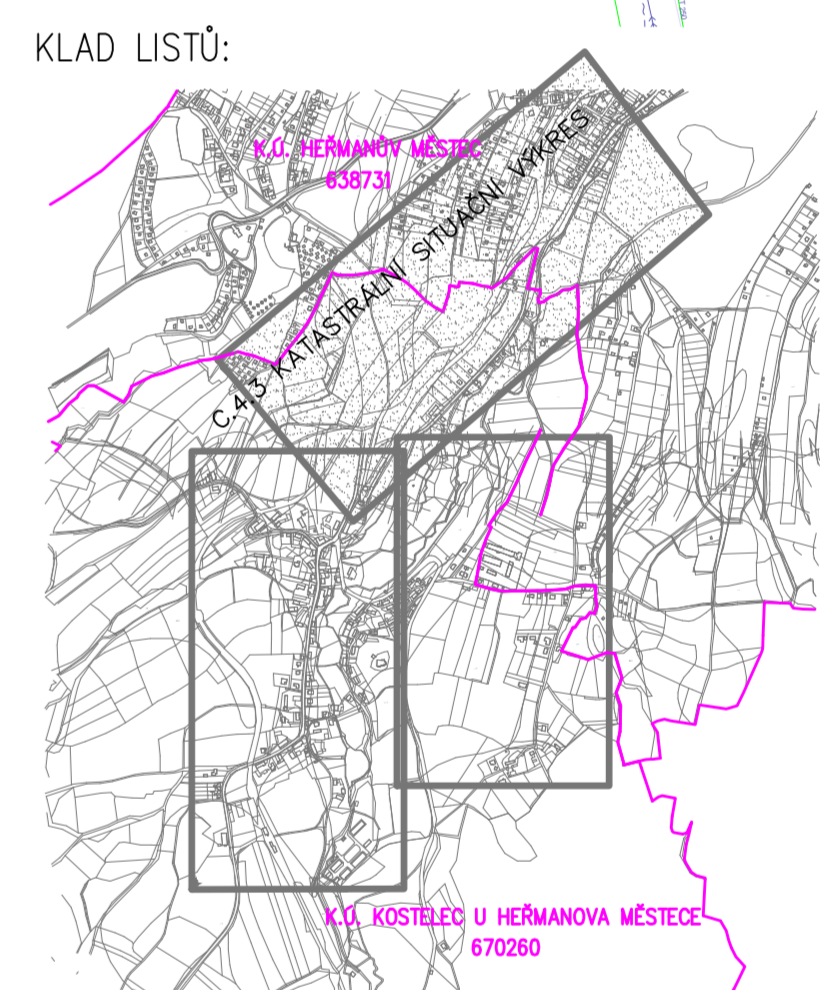 KLAD LISTŮ:
K.Ú. HEŘMANŮV MĚSTEC
638731
C.4.3 KATASTRÁLNÍ SITUAČNÍ VÝKRES
K.Ú. KOSTELEC U HEŘMANOVA MĚSTECE
670260